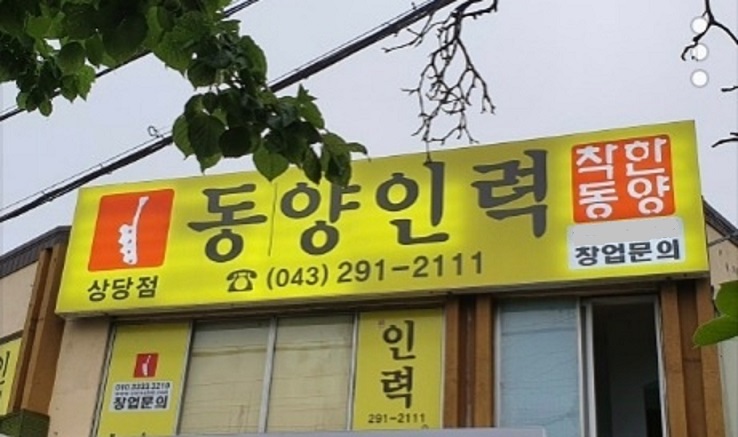 동양인력
착한
동양
상당점
☎ (043) 291-2111
창업문의
인력
291-2111
창업문의